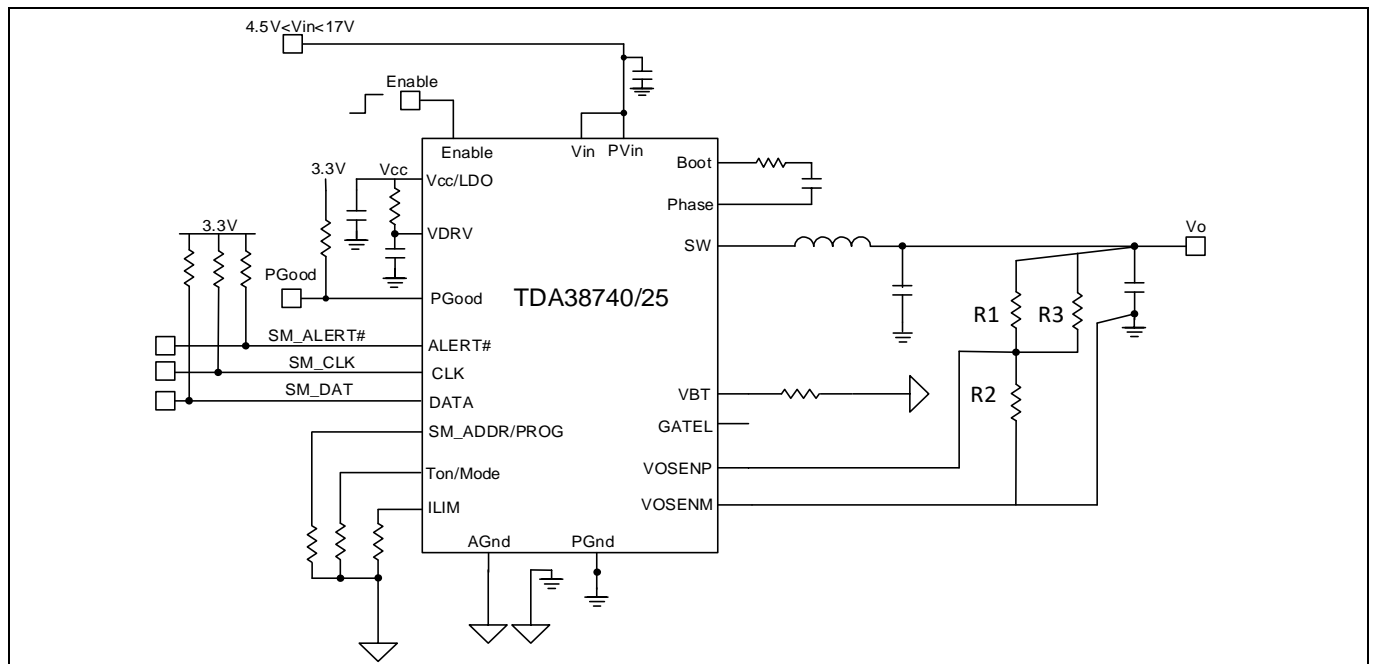 4.5V<Vin<17V
Enable
Enable
Vin
PVin
3.3V
Vcc
Vcc/LDO
Boot
Phase
VDRV
3.3V
SW
Vo
PGood
PGood
TDA38740/25
R1
R3
SM_ALERT#
ALERT#
SM_CLK
CLK
SM_DAT
DATA
VBT
R2
SM_ADDR/PROG
GATEL
Ton/Mode
VOSENP
ILIM
VOSENM
AGnd
PGnd